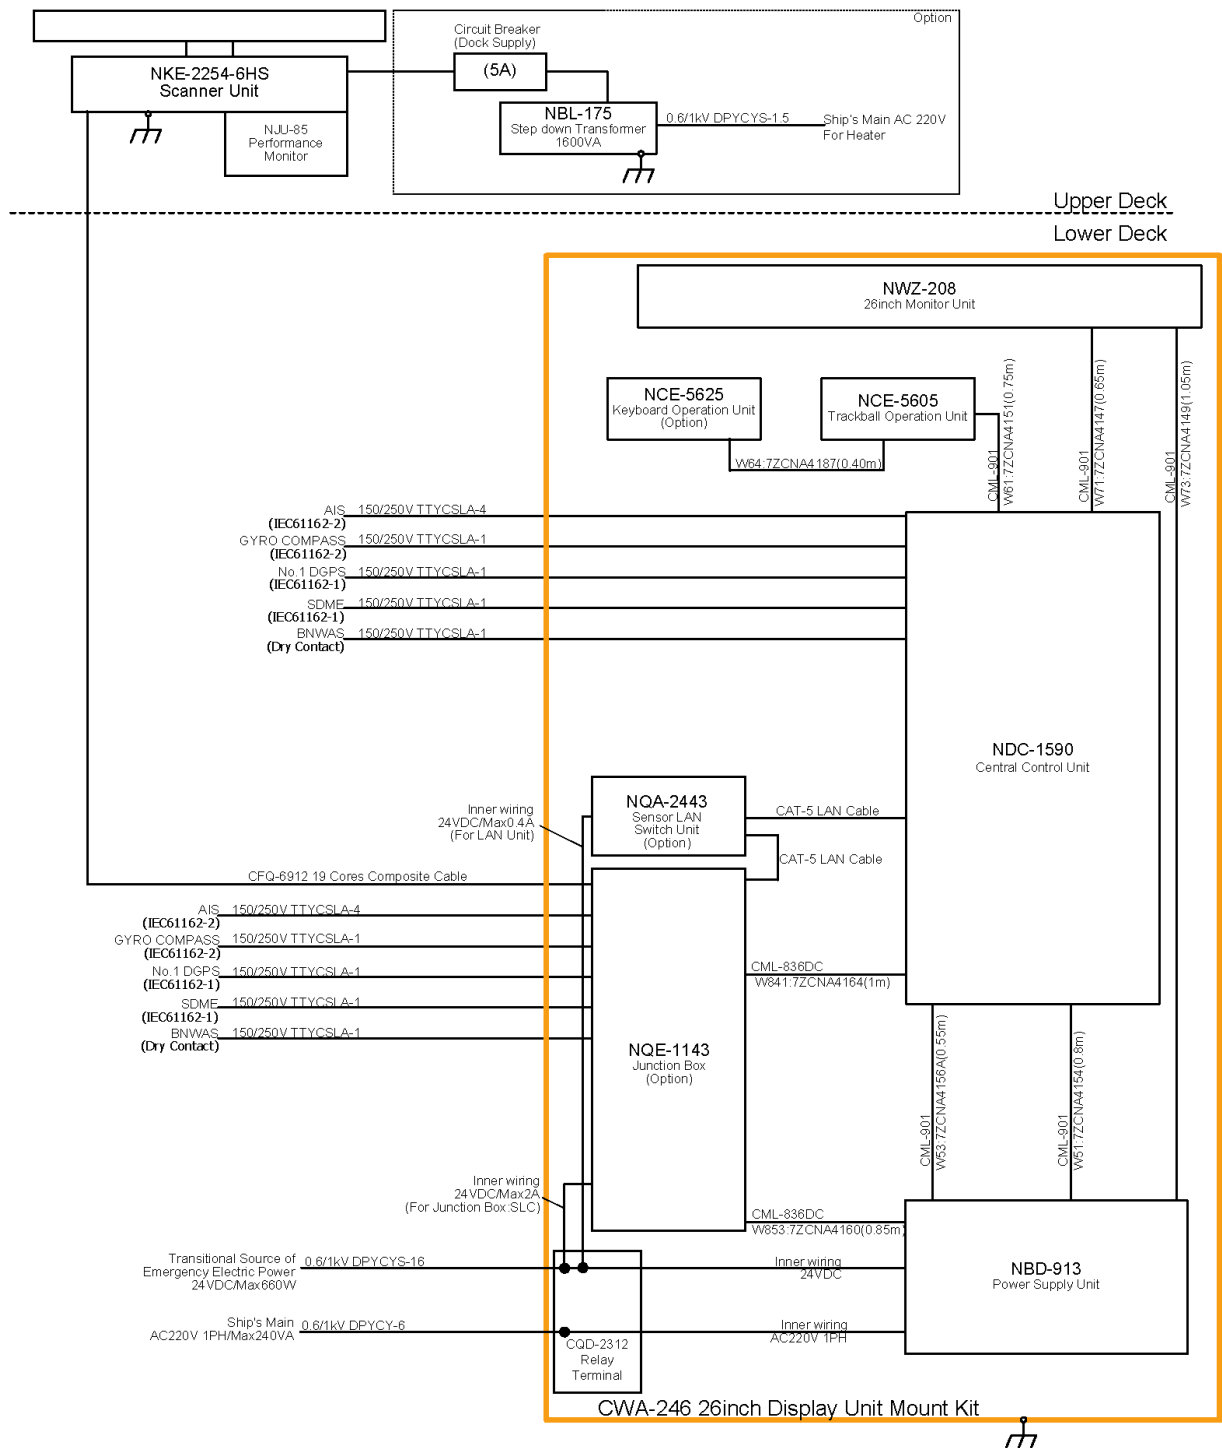 Option
Circuit Breaker
(Dock Supply)
(5A)
NKE-2254-6HS
Scanner Unit
NJU-85
Performance
Monitor
NBL-175
Step down Transformer
1600VA
0.6/1kV DPYCYS-1.5
Ship's Main AC 220V
For Heater
Upper Deck
Lower Deck
NWZ-208
26inch Monitor Unit
NCE-5625
Keyboard Operation Unit
(Option)
NCE-5605
Trackball Operation Unit
W64:7ZCNA4187(0.40m)
CML-901
W61:7ZCNA4151(0.75m)
CML-901
W71:7ZCNA4147(0.65m)
CML-901
W73:7ZCNA4149(1.05m)
AIS 150/250V TTYCSLA-4
(IEC61162-2)
GYRO COMPASS 150/250V TTYCSLA-1
(IEC61162-2)
No.1 DGPS 150/250V TTYCSLA-1
(IEC61162-1)
SDME 150/250V TTYCSLA-1
(IEC61162-1)
BNWAS 150/250V TTYCSLA-1
(Dry Contact)
NDC-1590
Central Control Unit
NQA-2443
Sensor LAN
Switch Unit
(Option)
CAT-5 LAN Cable
CAT-5 LAN Cable
Inner wiring
24VDC/Max0.4A
(For LAN Unit)
CFQ-6912 19 Cores Composite Cable
AIS 150/250V TTYCSLA-4
(IEC61162-2)
GYRO COMPASS 150/250V TTYCSLA-1
(IEC61162-2)
No.1 DGPS 150/250V TTYCSLA-1
(IEC61162-1)
SDME 150/250V TTYCSLA-1
(IEC61162-1)
BNWAS 150/250V TTYCSLA-1
(Dry Contact)
CML-836DC
W841:7ZCNA4164(1m)
NQE-1143
Junction Box
(Option)
CML-901
W53:7ZCNA4156A(0.55m)
CML-901
W51:7ZCNA4154(0.8m)
Inner wiring
24VDC/Max2A
(For Junction Box:SLC)
CML-836DC
W853:7ZCNA4160(0.85m)
Transitional Source of
Emergency Electric Power
24VDC/Max660W
0.6/1kV DPYCYS-16
Inner wiring
24VDC
NBD-913
Power Supply Unit
Ship's Main
AC220V 1PH/Max240VA
0.6/1kV DPYCY-6
Inner wiring
AC220V 1PH
CQD-2312
Relay
Terminal
CWA-246 26inch Display Unit Mount Kit